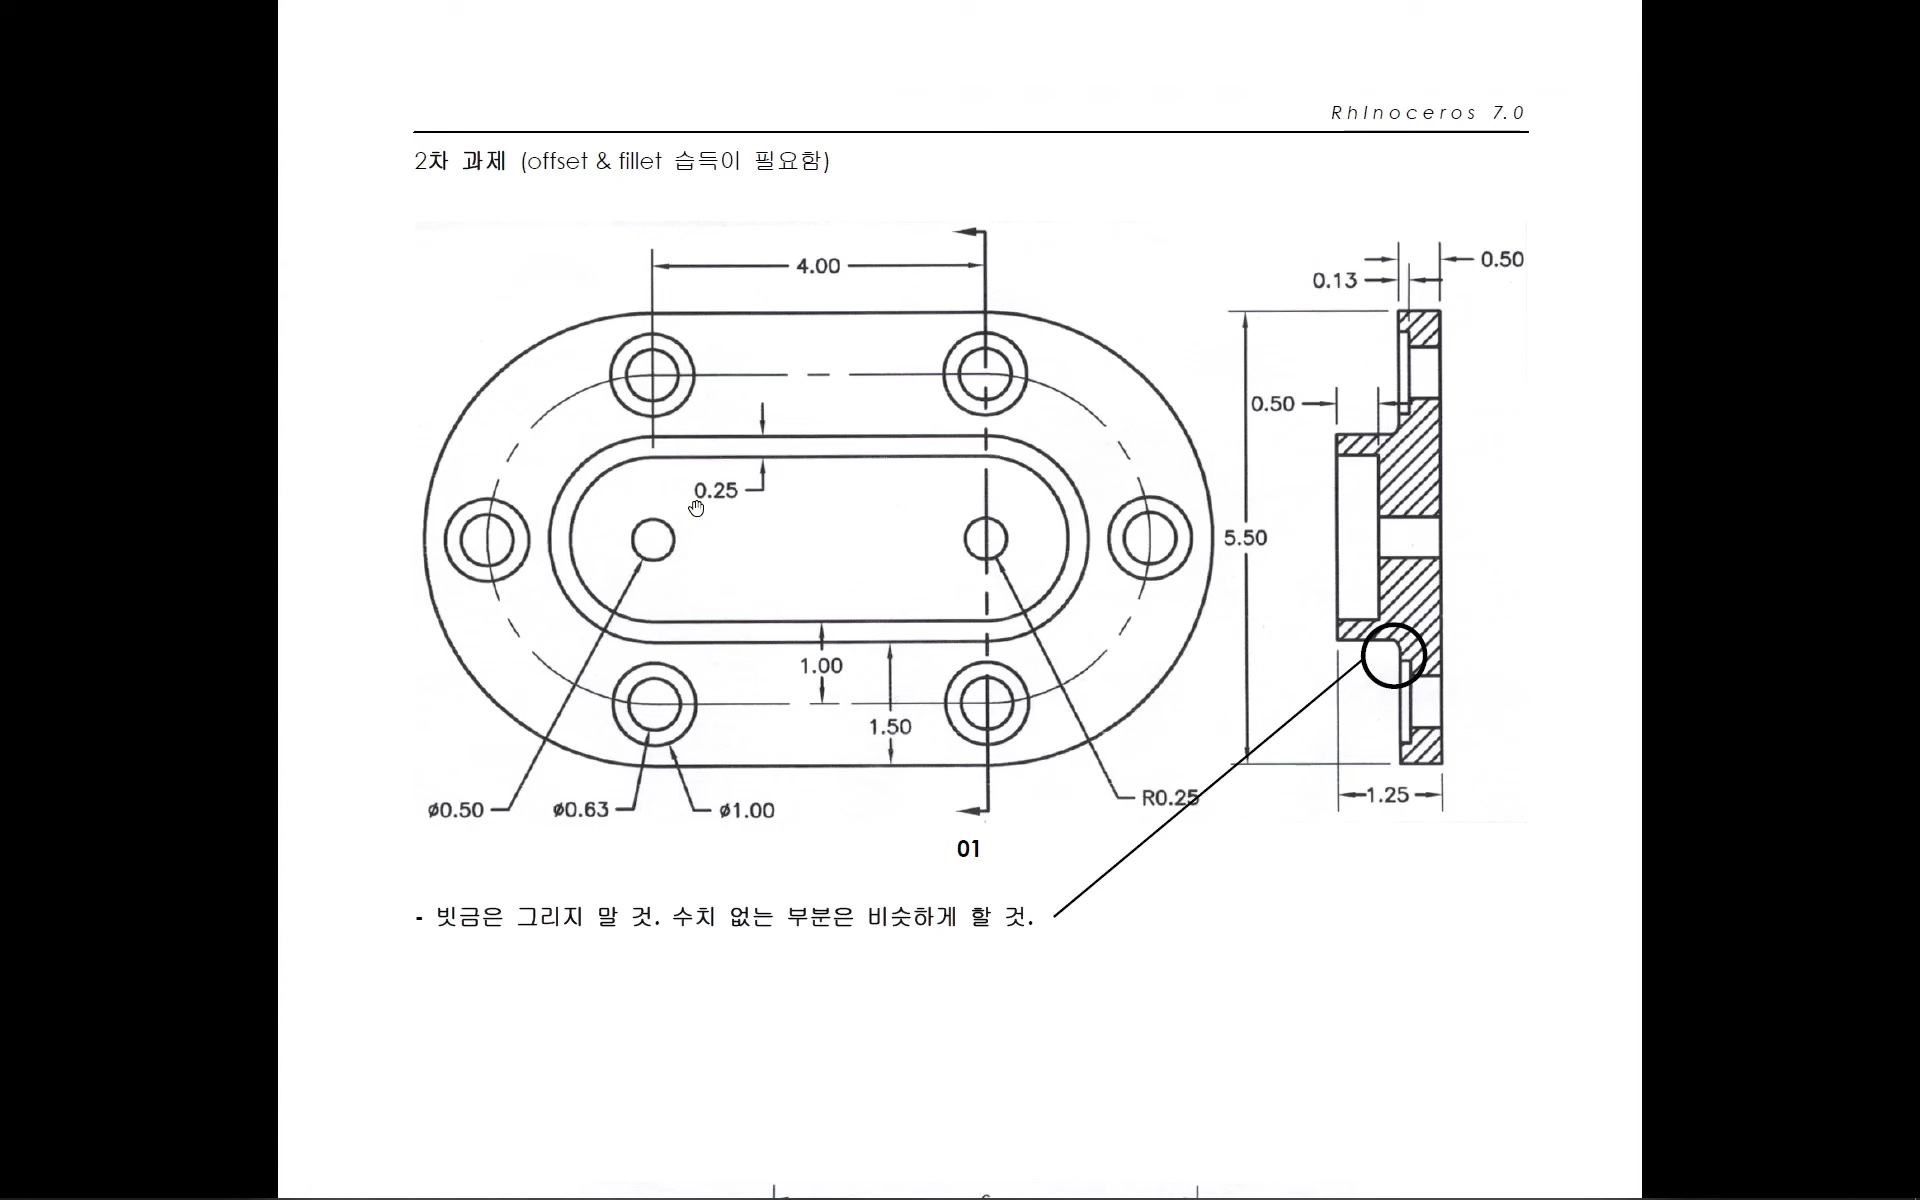 RhInoceros 7.0
2차 과제 (offset & fillet 습득이 필요함)
4.00
0.50
0.13
0.50
0.25
5.50
1.00
1.50
R0.25
1.25
ø0.50
ø0.63
ø1.00
01
- 빗금은 그리지 말 것. 수치 없는 부분은 비슷하게 할 것.